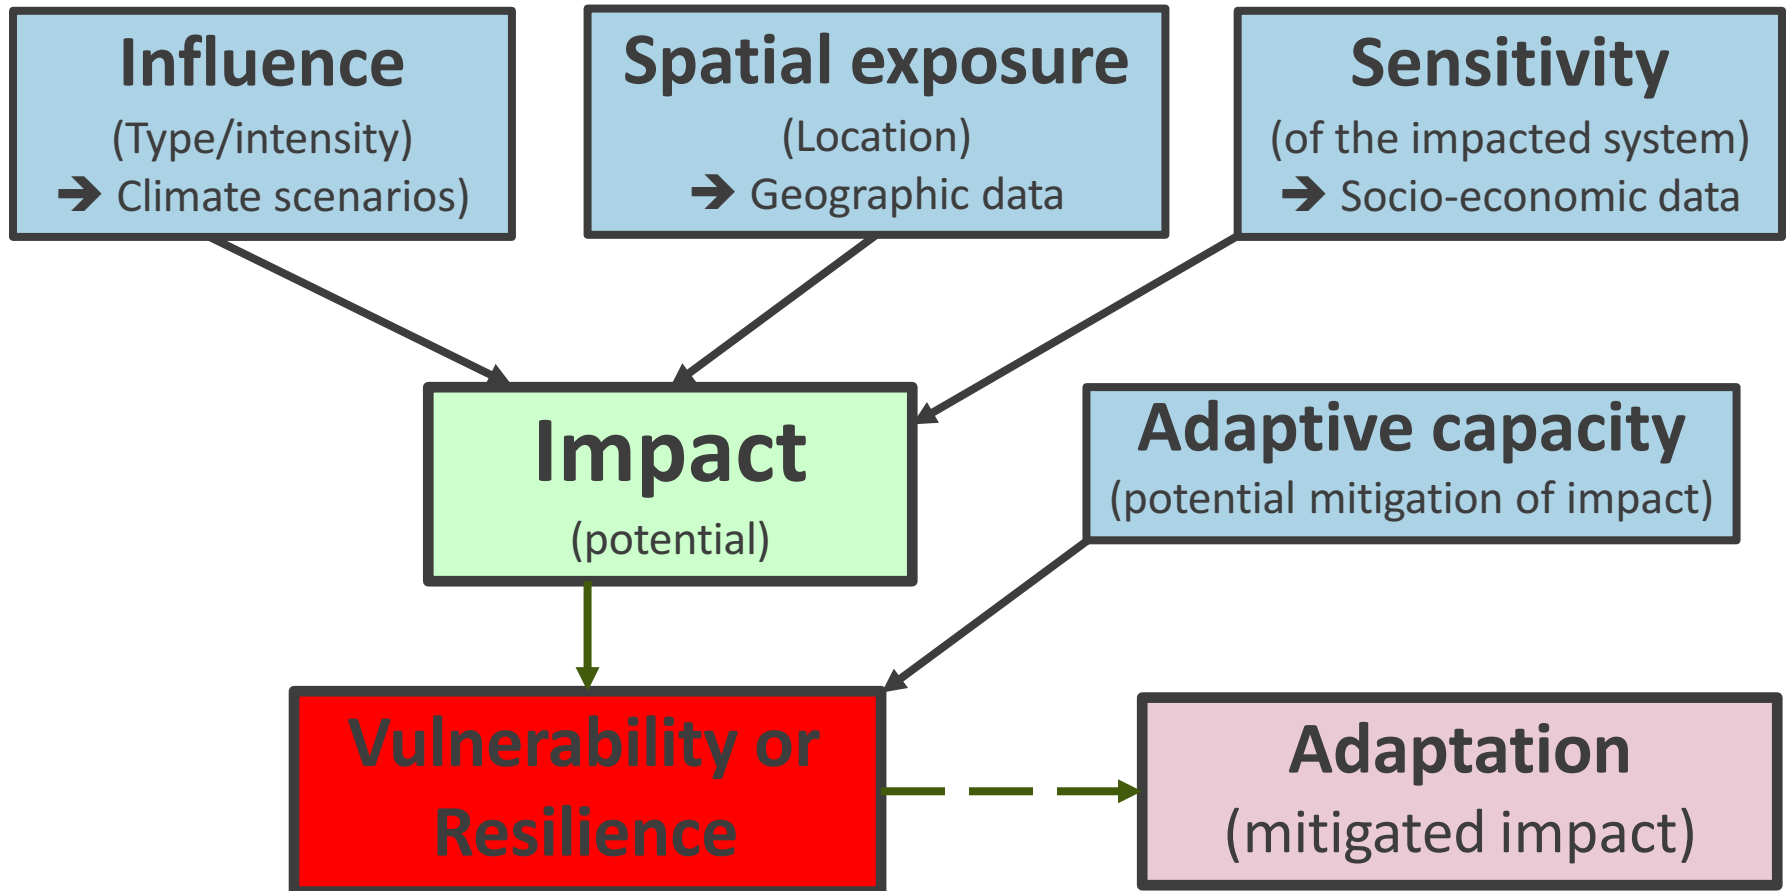 Influence
(Type/intensity)
➔ Climate scenarios)
Spatial exposure
(Location)
➔ Geographic data
Sensitivity
(of the impacted system)
➔ Socio-economic data
Impact
(potential)
Adaptive capacity
(potential mitigation of impact)
Vulnerability or
Resilience
Adaptation
(mitigated impact)